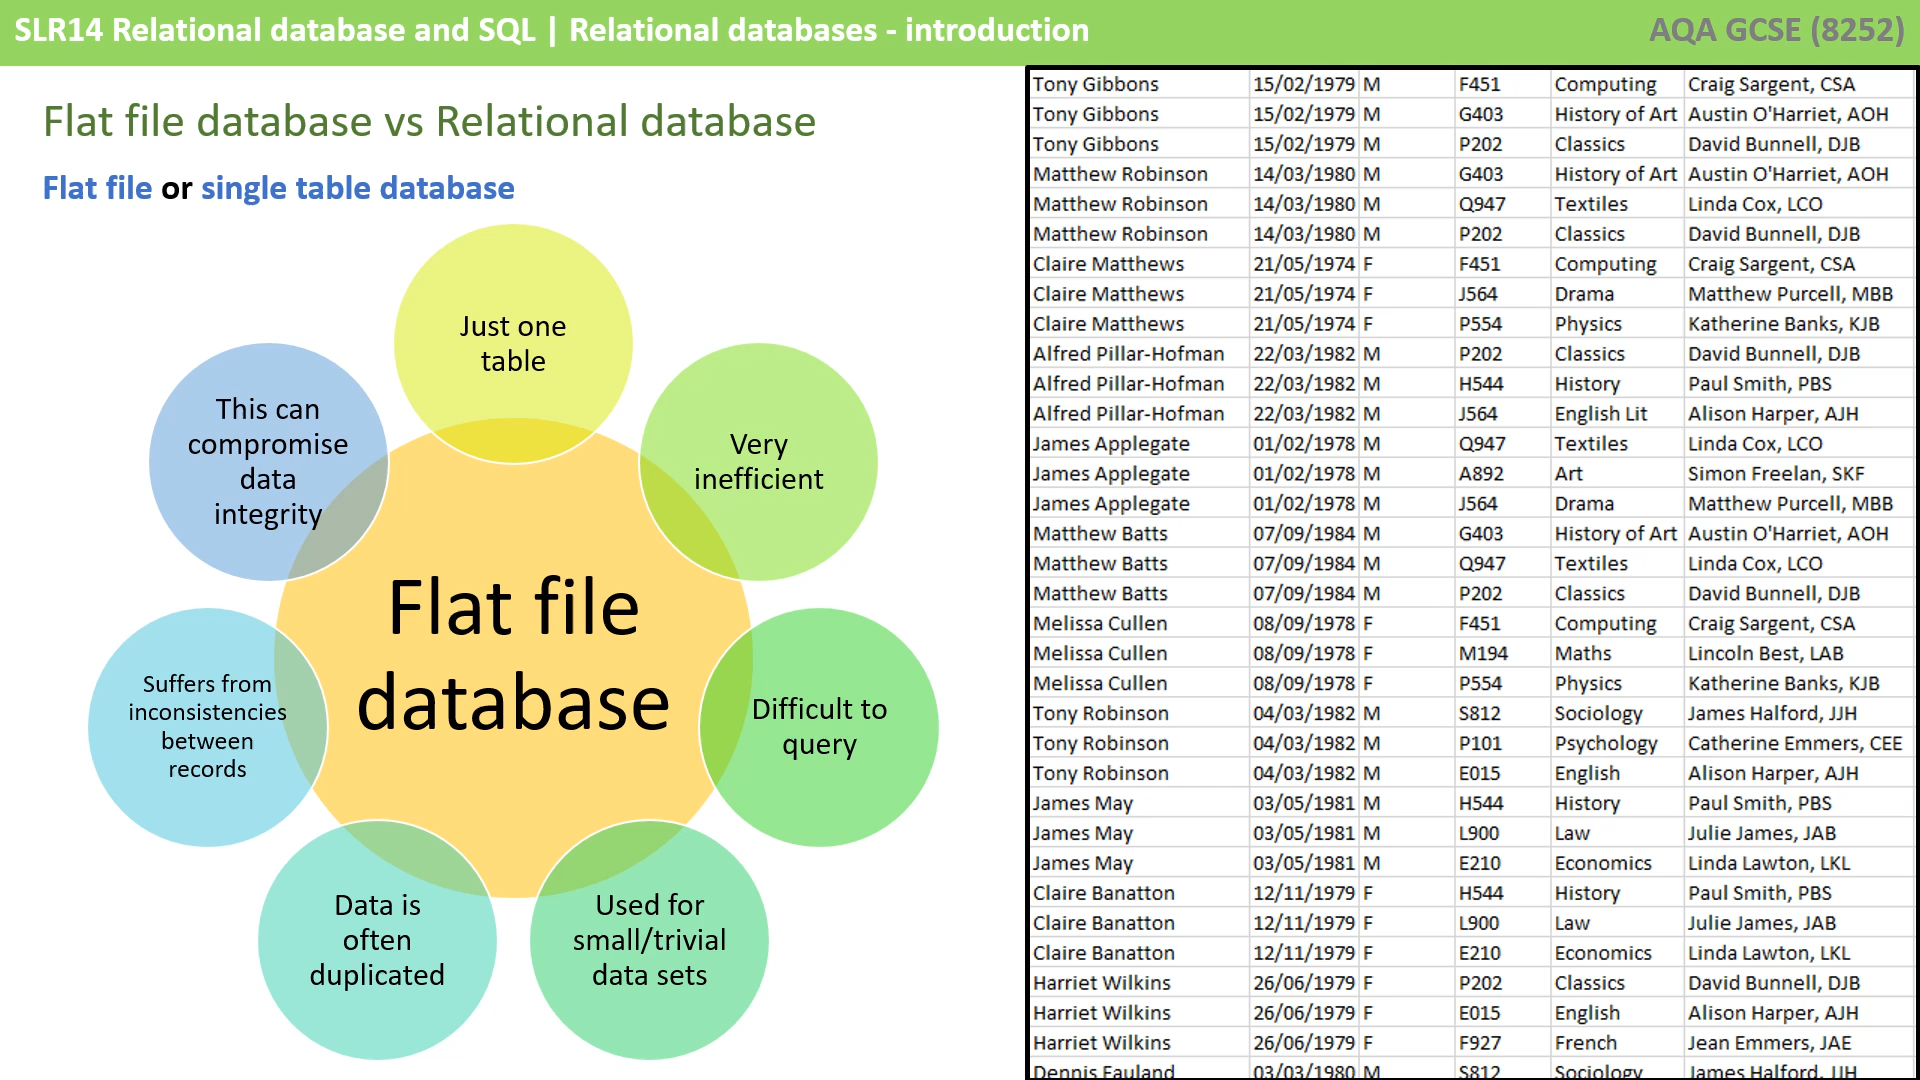 SLR14 Relational database and SQL | Relational databases - introduction
AQA GCSE (8252)
Flat file database vs Relational database
Flat file or single table database
Just one
table
Very
inefficient
Difficult to
query
Used for
small/trivial
data sets
Data is
often
duplicated
Suffers from
inconsistencies
between
records
This can
compromise
data
integrity
Flat file
database
Tony Gibbons 15/02/1979 M F451 Computing Craig Sargent, CSA
Tony Gibbons 15/02/1979 M G403 History of Art Austin O'Harriet, AOH
Tony Gibbons 15/02/1979 M P202 Classics David Bunnell, DJB
Matthew Robinson 14/03/1980 M G403 History of Art Austin O'Harriet, AOH
Matthew Robinson 14/03/1980 M Q947 Textiles Linda Cox, LCO
Matthew Robinson 14/03/1980 M P202 Classics David Bunnell, DJB
Claire Matthews 21/05/1974 F F451 Computing Craig Sargent, CSA
Claire Matthews 21/05/1974 F J564 Drama Matthew Purcell, MBB
Claire Matthews 21/05/1974 F P554 Physics Katherine Banks, KJB
Alfred Pillar-Hofman 22/03/1982 M P202 Classics David Bunnell, DJB
Alfred Pillar-Hofman 22/03/1982 M H544 History Paul Smith, PBS
Alfred Pillar-Hofman 22/03/1982 M J564 English Lit Alison Harper, AJH
James Applegate 01/02/1978 M Q947 Textiles Linda Cox, LCO
James Applegate 01/02/1978 M A892 Art Simon Freelan, SKF
James Applegate 01/02/1978 M J564 Drama Matthew Purcell, MBB
Matthew Batts 07/09/1984 M G403 History of Art Austin O'Harriet, AOH
Matthew Batts 07/09/1984 M Q947 Textiles Linda Cox, LCO
Matthew Batts 07/09/1984 M P202 Classics David Bunnell, DJB
Melissa Cullen 08/09/1978 F F451 Computing Craig Sargent, CSA
Melissa Cullen 08/09/1978 F M194 Maths Lincoln Best, LAB
Melissa Cullen 08/09/1978 F P554 Physics Katherine Banks, KJB
Tony Robinson 04/03/1982 M S812 Sociology James Halford, JJH
Tony Robinson 04/03/1982 M P101 Psychology Catherine Emmers, CEE
Tony Robinson 04/03/1982 M E015 English Alison Harper, AJH
James May 03/05/1981 M H544 History Paul Smith, PBS
James May 03/05/1981 M L900 Law Julie James, JAB
James May 03/05/1981 M E210 Economics Linda Lawton, LKL
Claire Banatton 12/11/1979 F H544 History Paul Smith, PBS
Claire Banatton 12/11/1979 F L900 Law Julie James, JAB
Claire Banatton 12/11/1979 F E210 Economics Linda Lawton, LKL
Harriet Wilkins 26/06/1979 F P202 Classics David Bunnell, DJB
Harriet Wilkins 26/06/1979 F E015 English Alison Harper, AJH
Harriet Wilkins 26/06/1979 F F927 French Jean Emmers, JAE
Dennis Fauland 03/03/1980 M S812 Sociology James Halford, JJH